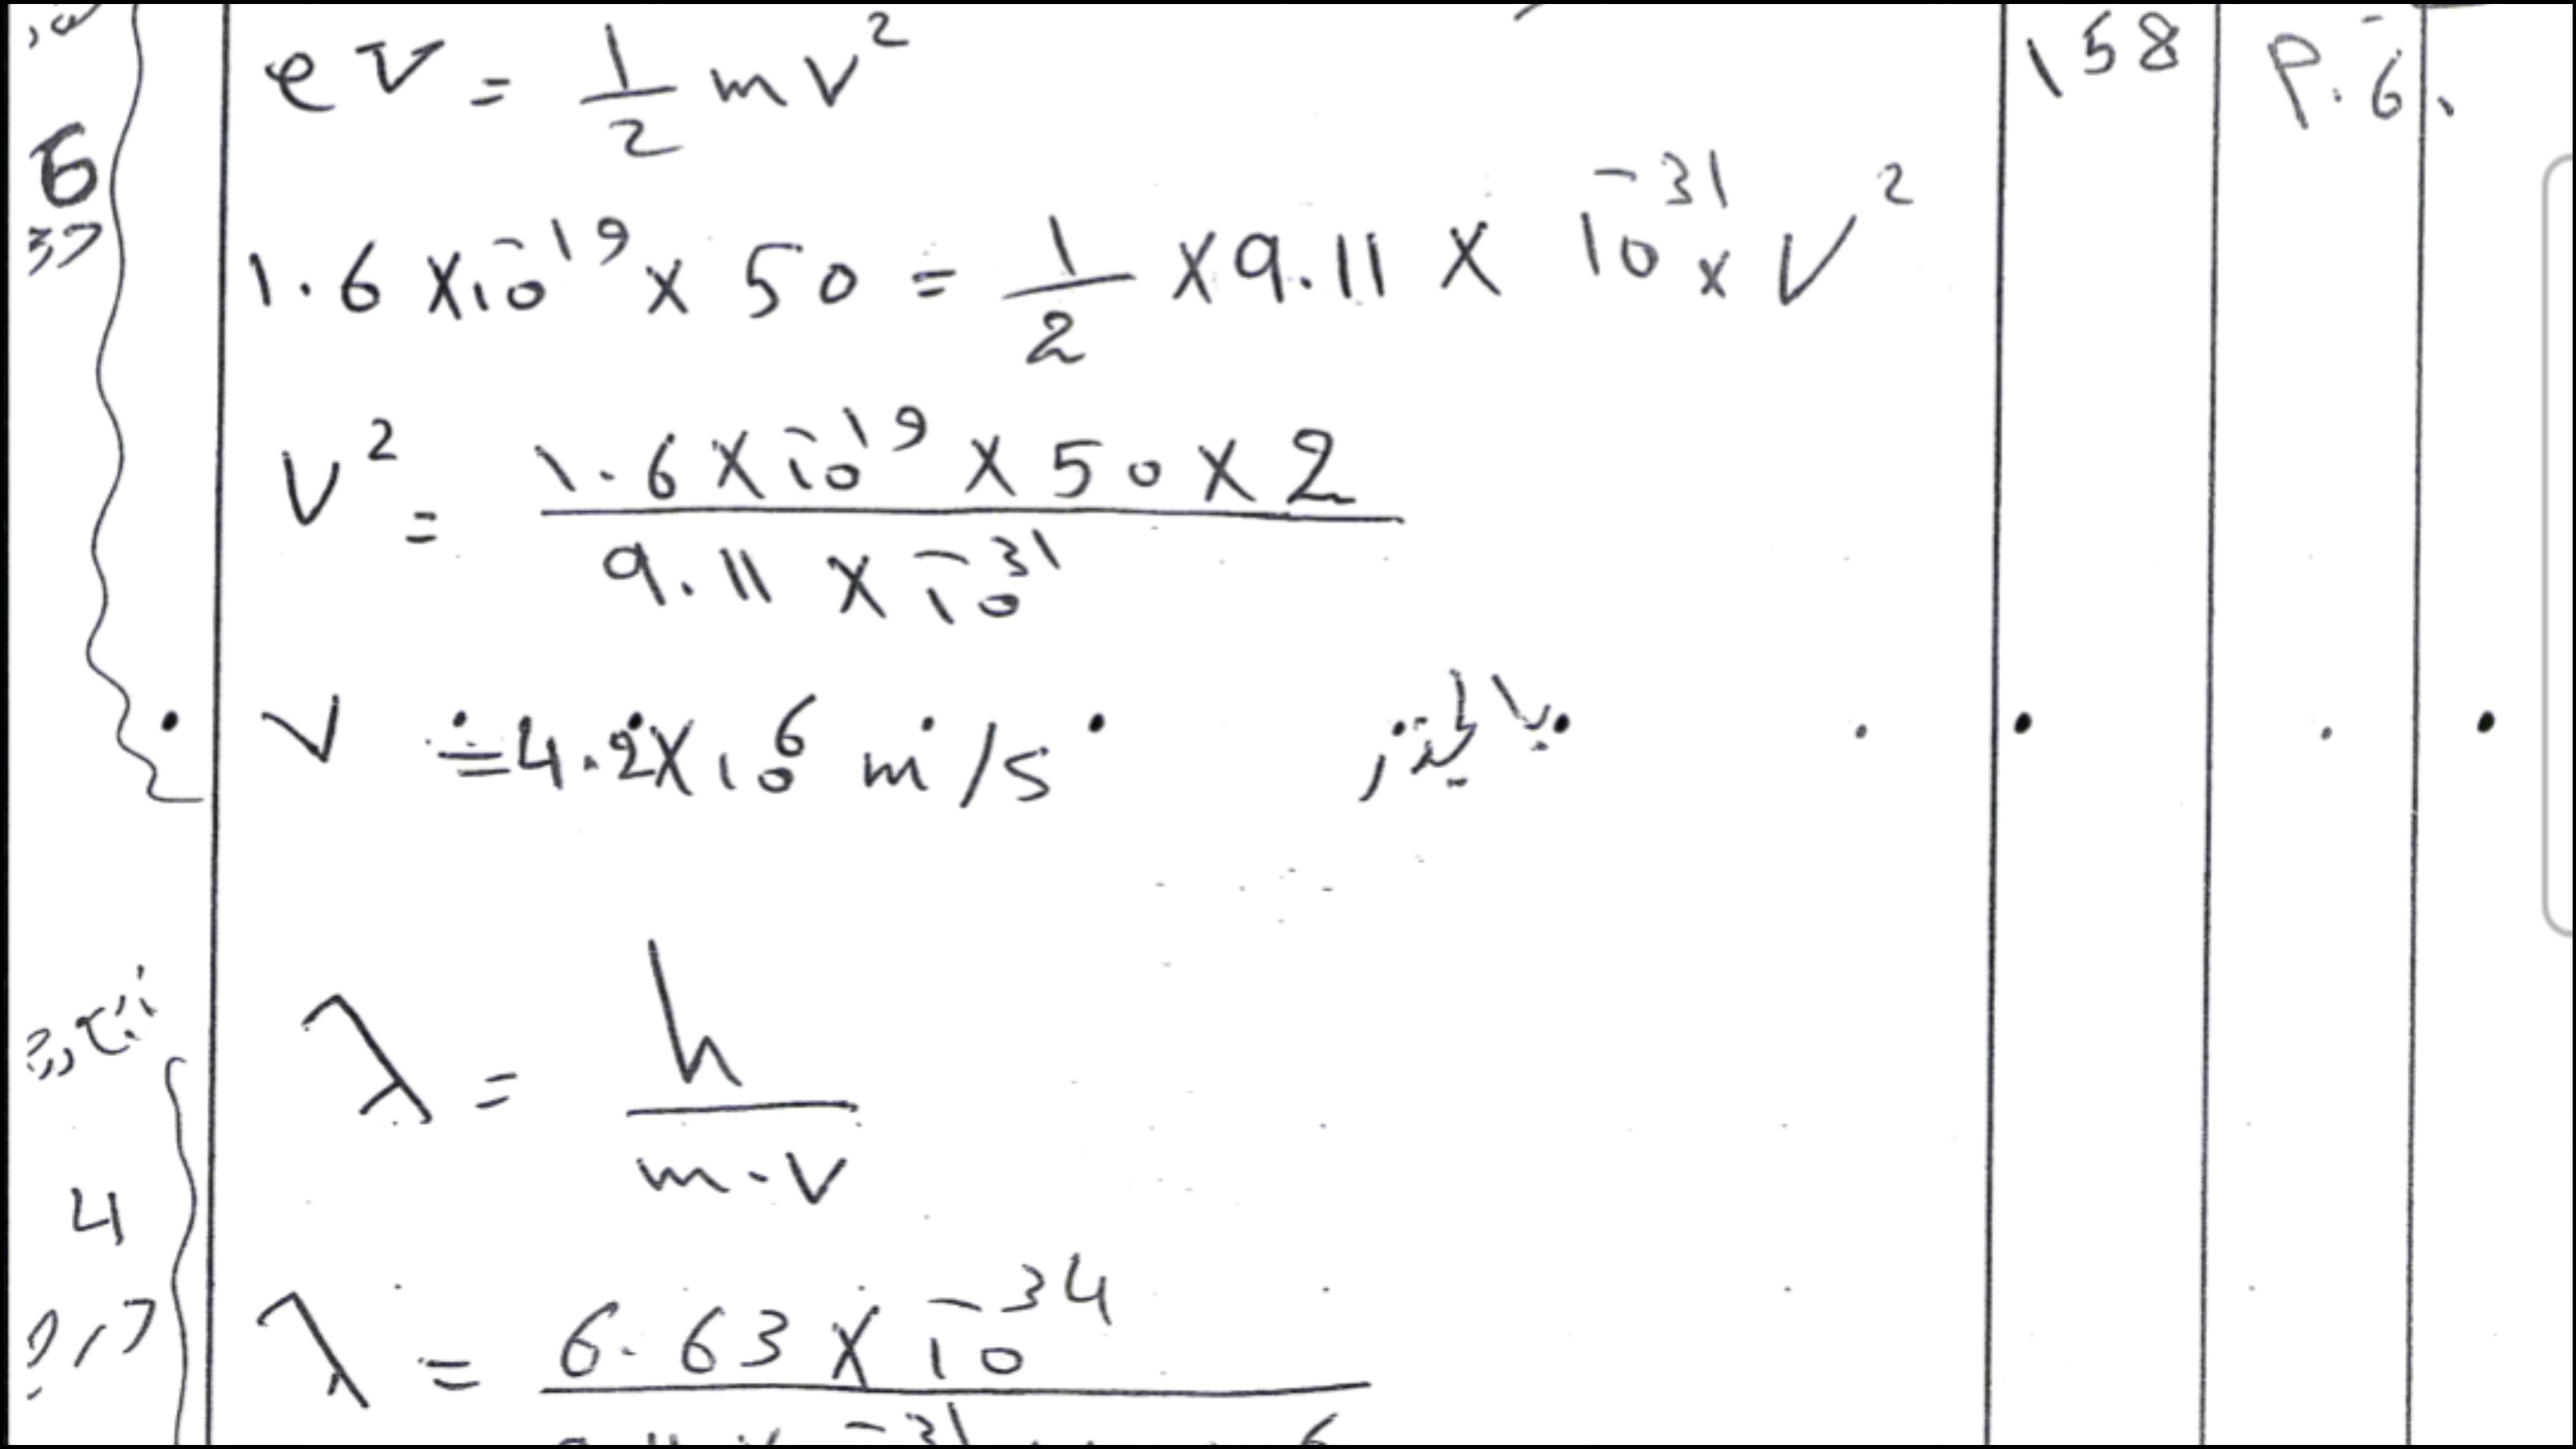 eV = 1/2 mv² 158 P.6.
6
1.6 × 10⁻¹⁹ × 50 = 1/2 × 9.11 × 10⁻³¹ × V²
V² = 1.6 × 10⁻¹⁹ × 50 × 2 / 9.11 × 10⁻³¹
V = 4.2 × 10⁶ m/s
λ = h / m·v
4
λ = 6.63 × 10⁻³⁴